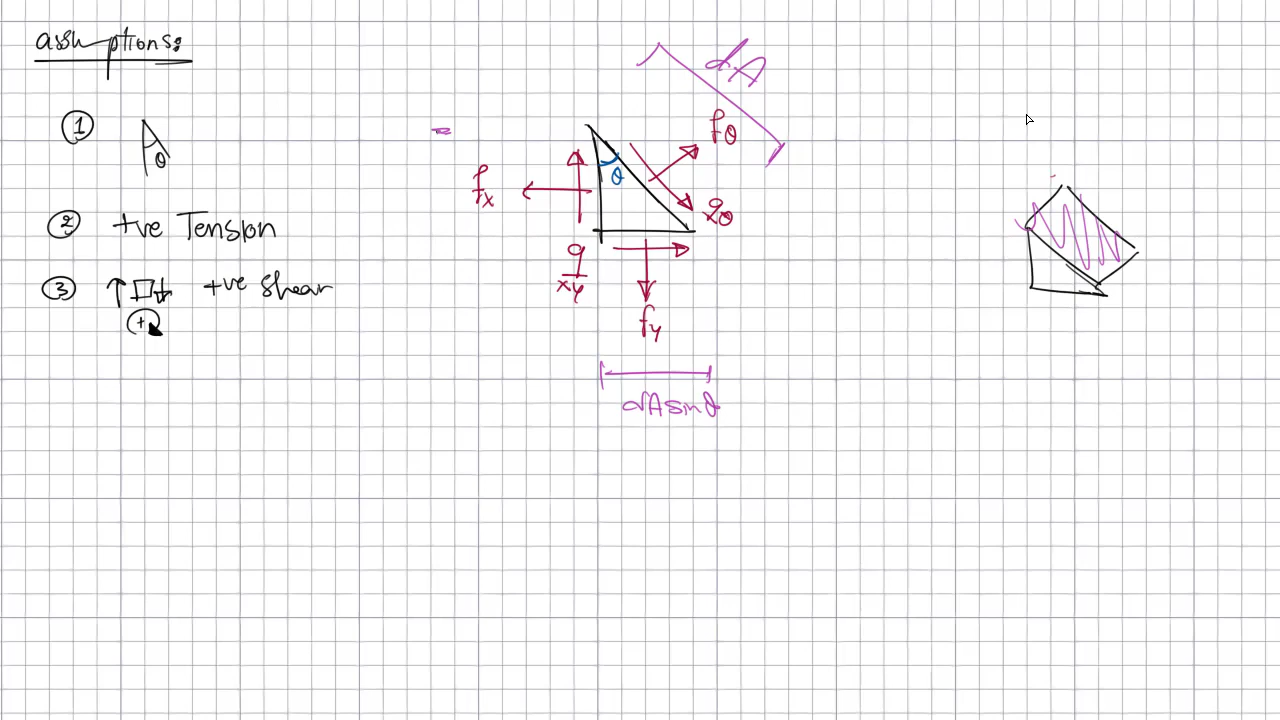 assumptions:
① θ
② +ve Tension
③ ↑□↓ +ve shear
+
dA
fθ
θ
fx
qθ
qxy
fy
dA sinθ